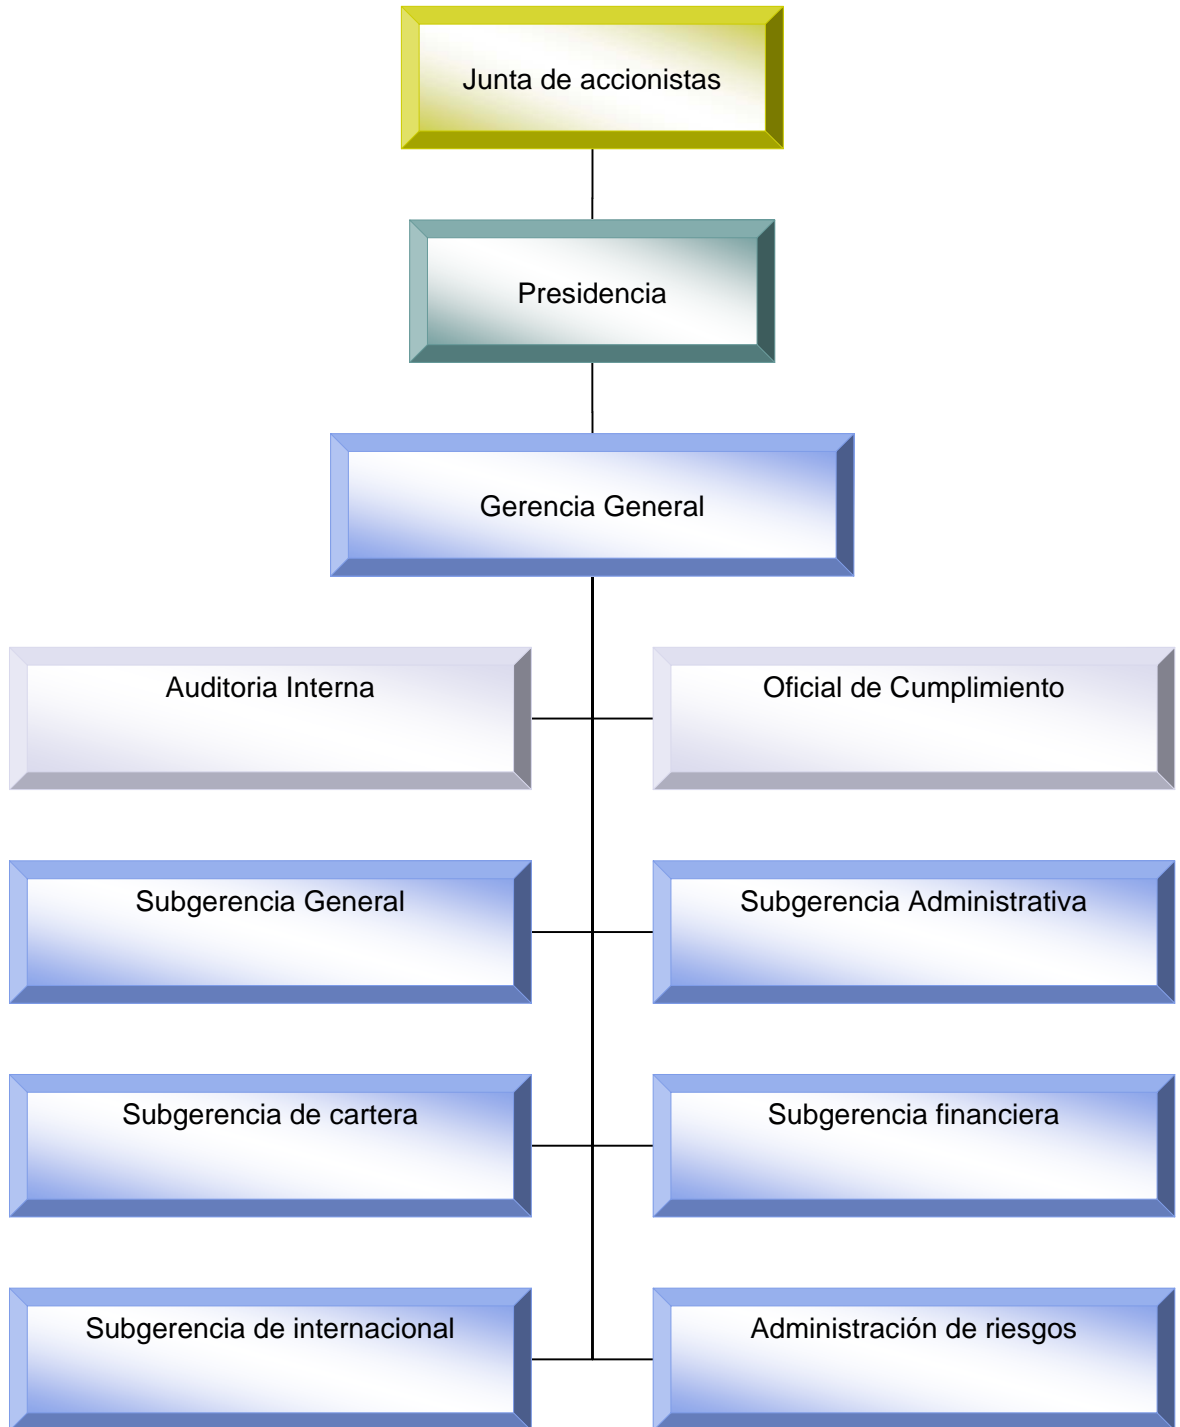 Junta de accionistas
Presidencia
Gerencia General
Auditoria Interna
Oficial de Cumplimiento
Subgerencia General
Subgerencia Administrativa
Subgerencia de cartera
Subgerencia financiera
Subgerencia de internacional
Administración de riesgos